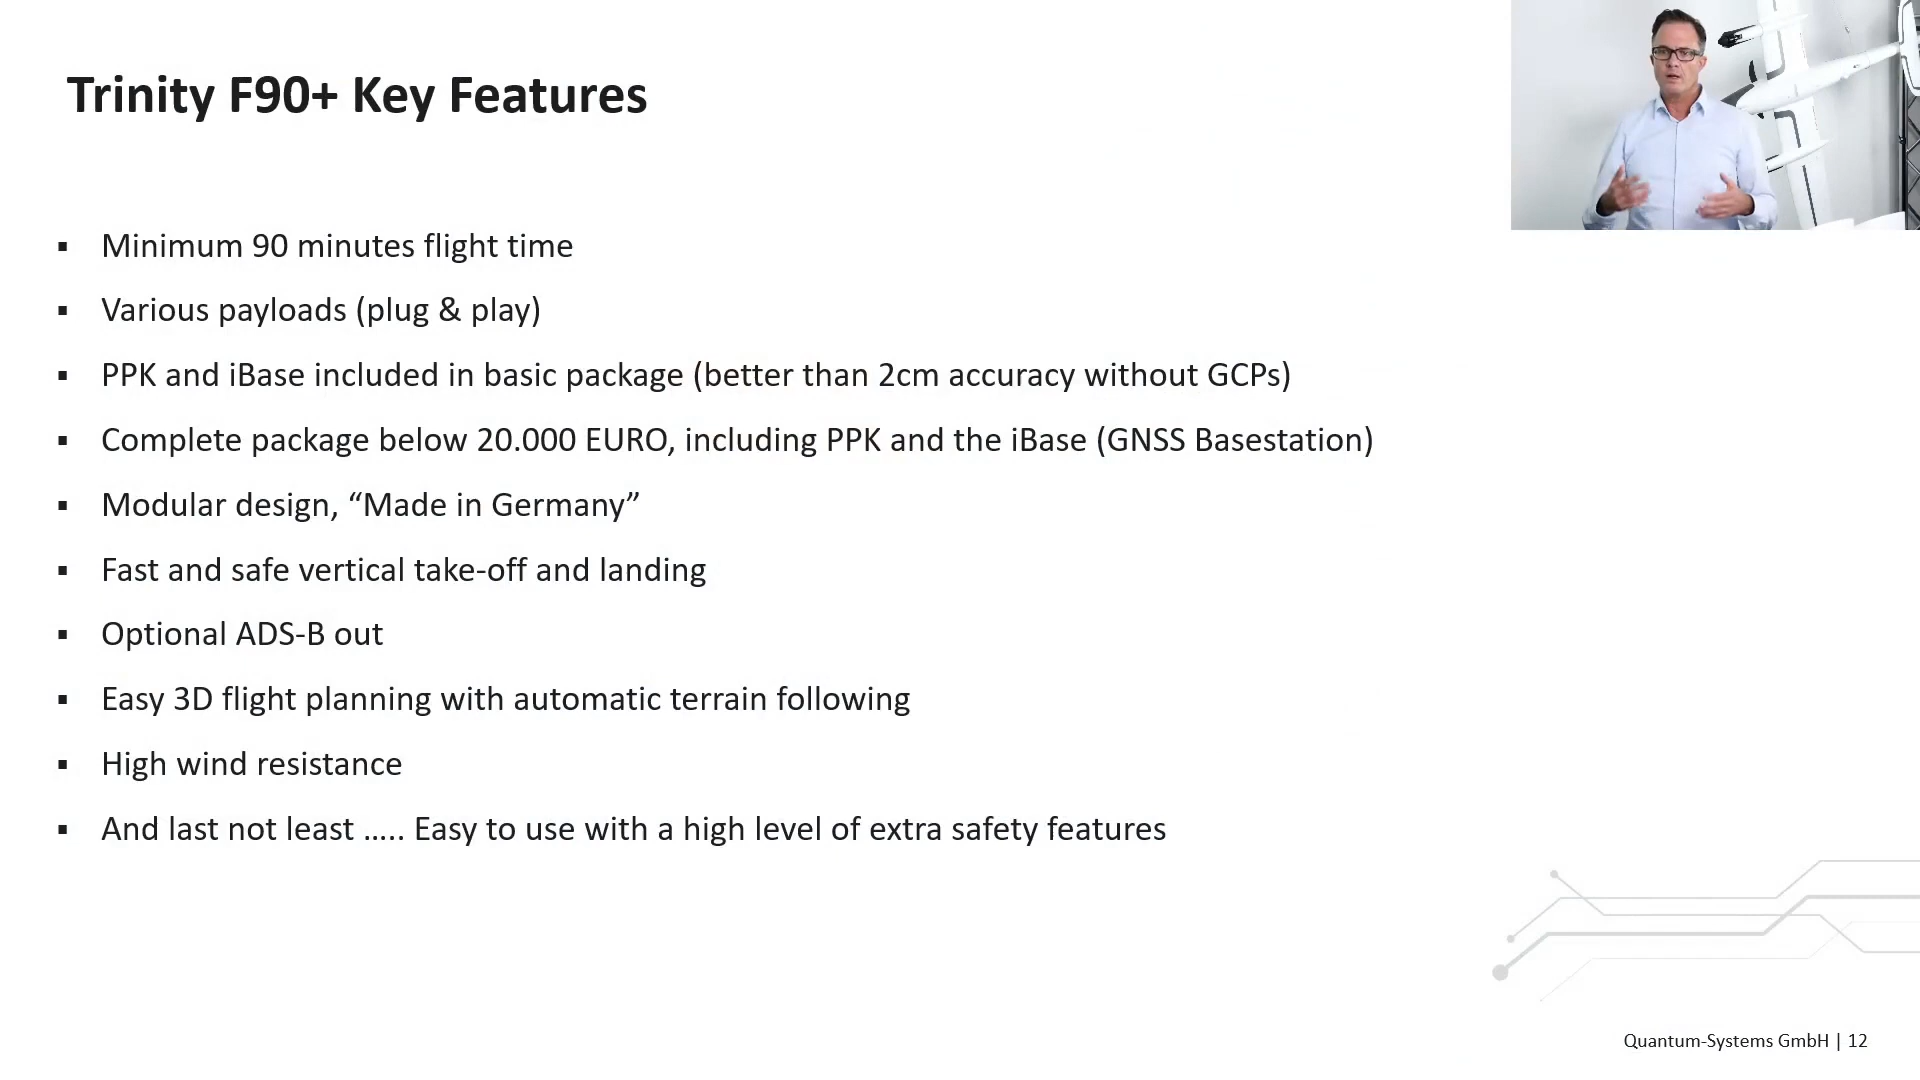 Trinity F90+ Key Features
▪ Minimum 90 minutes flight time
▪ Various payloads (plug & play)
▪ PPK and iBase included in basic package (better than 2cm accuracy without GCPs)
▪ Complete package below 20.000 EURO, including PPK and the iBase (GNSS Basestation)
▪ Modular design, “Made in Germany”
▪ Fast and safe vertical take-off and landing
▪ Optional ADS-B out
▪ Easy 3D flight planning with automatic terrain following
▪ High wind resistance
▪ And last not least ….. Easy to use with a high level of extra safety features
Quantum-Systems GmbH | 12